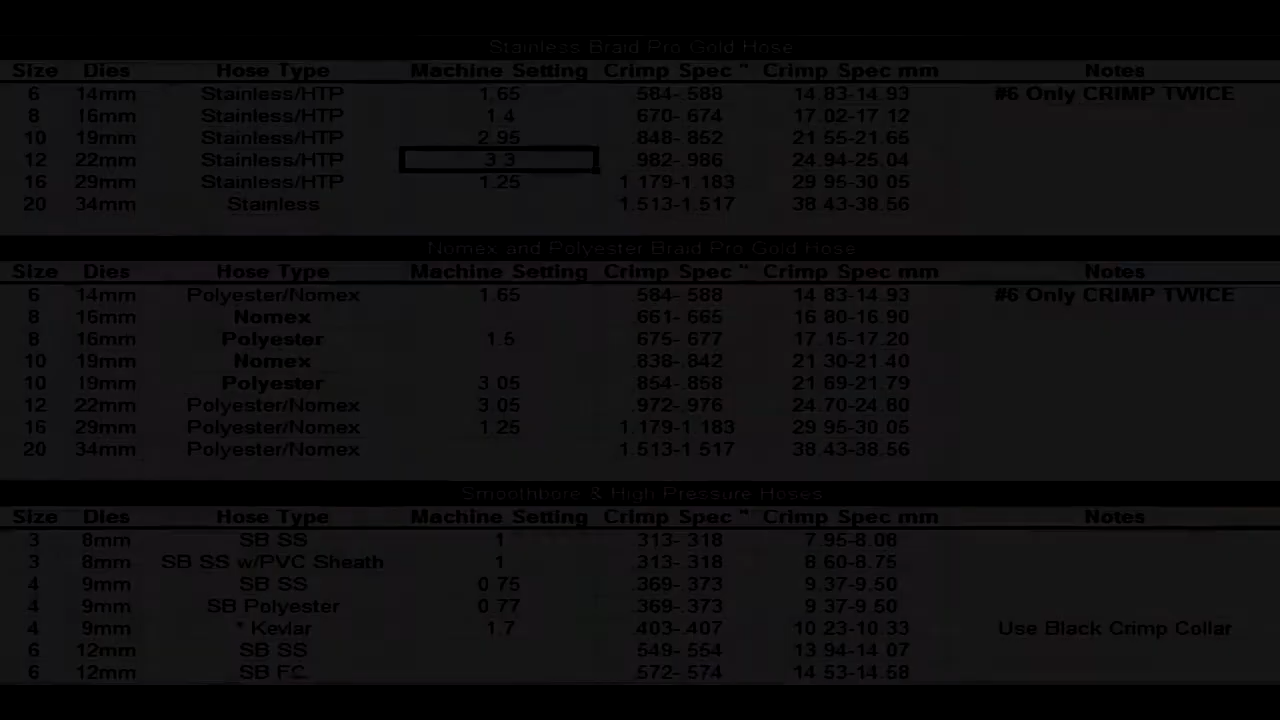 Stainless Braid Pro Gold Hose
Size Dies Hose Type Machine Setting Crimp Spec " Crimp Spec mm Notes
6 14mm Stainless/HTP 1.65 .584-.588 14.83-14.93 #6 Only CRIMP TWICE
8 16mm Stainless/HTP 1.4 .670-.674 17.02-17.12
10 19mm Stainless/HTP 2.95 .848-.852 21.55-21.65
12 22mm Stainless/HTP 3.3 .982-.986 24.94-25.04
16 29mm Stainless/HTP 1.25 1.179-1.183 29.95-30.05
20 34mm Stainless 1.513-1.517 38.43-38.56
Nomex and Polyester Braid Pro Gold Hose
Size Dies Hose Type Machine Setting Crimp Spec " Crimp Spec mm Notes
6 14mm Polyester/Nomex 1.65 .584-.588 14.83-14.93 #6 Only CRIMP TWICE
8 16mm Nomex .661-.665 16.80-16.90
8 16mm Polyester 1.5 .675-.677 17.15-17.20
10 19mm Nomex .838-.842 21.30-21.40
10 19mm Polyester 3.05 .854-.858 21.69-21.79
12 22mm Polyester/Nomex 3.05 .972-.976 24.70-24.80
16 29mm Polyester/Nomex 1.25 1.179-1.183 29.95-30.05
20 34mm Polyester/Nomex 1.513-1.517 38.43-38.56
Smoothbore & High Pressure Hoses
Size Dies Hose Type Machine Setting Crimp Spec " Crimp Spec mm Notes
3 8mm SB SS 1 .313-.318 7.95-8.08
3 8mm SB SS w/PVC Sheath 1 .313-.318 8.60-8.75
4 9mm SB SS 0.75 .369-.373 9.37-9.50
4 9mm SB Polyester 0.77 .369-.373 9.37-9.50
4 9mm * Kevlar 1.7 .403-.407 10.23-10.33 Use Black Crimp Collar
6 12mm SB SS .549-.554 13.94-14.07
6 12mm SB FC .572-.574 14.53-14.58